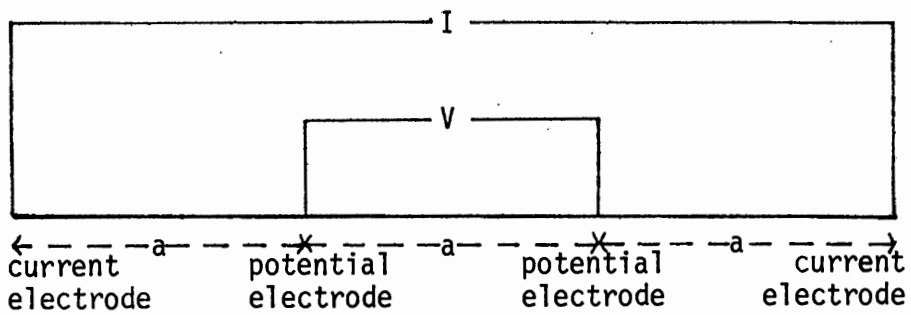 I
V
a a a
current potential potential current
electrode electrode electrode electrode